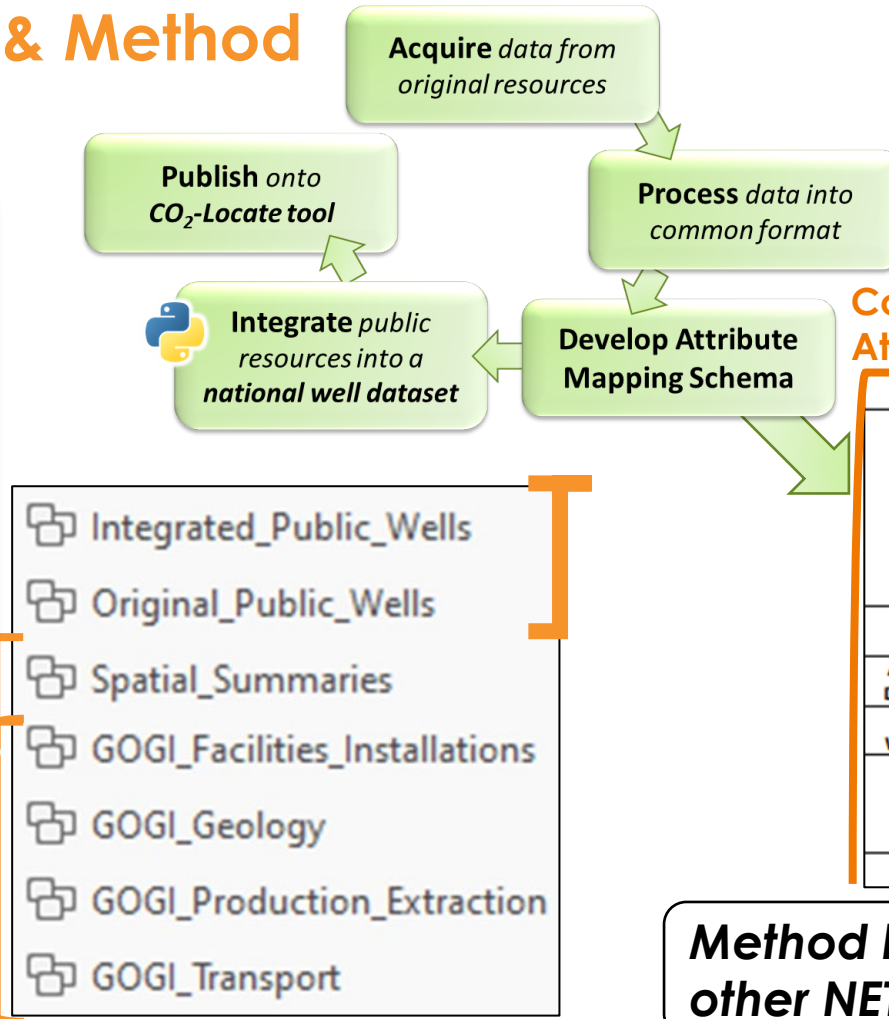 & Method
Acquire data from
original resources
Process data into
common format
Develop Attribute
Mapping Schema
Integrate public
resources into a
national well dataset
Publish onto
CO₂-Locate tool
Integrated_Public_Wells
Original_Public_Wells
Spatial_Summaries
GOGI_Facilities_Installations
GOGI_Geology
GOGI_Production_Extraction
GOGI_Transport
Method
other